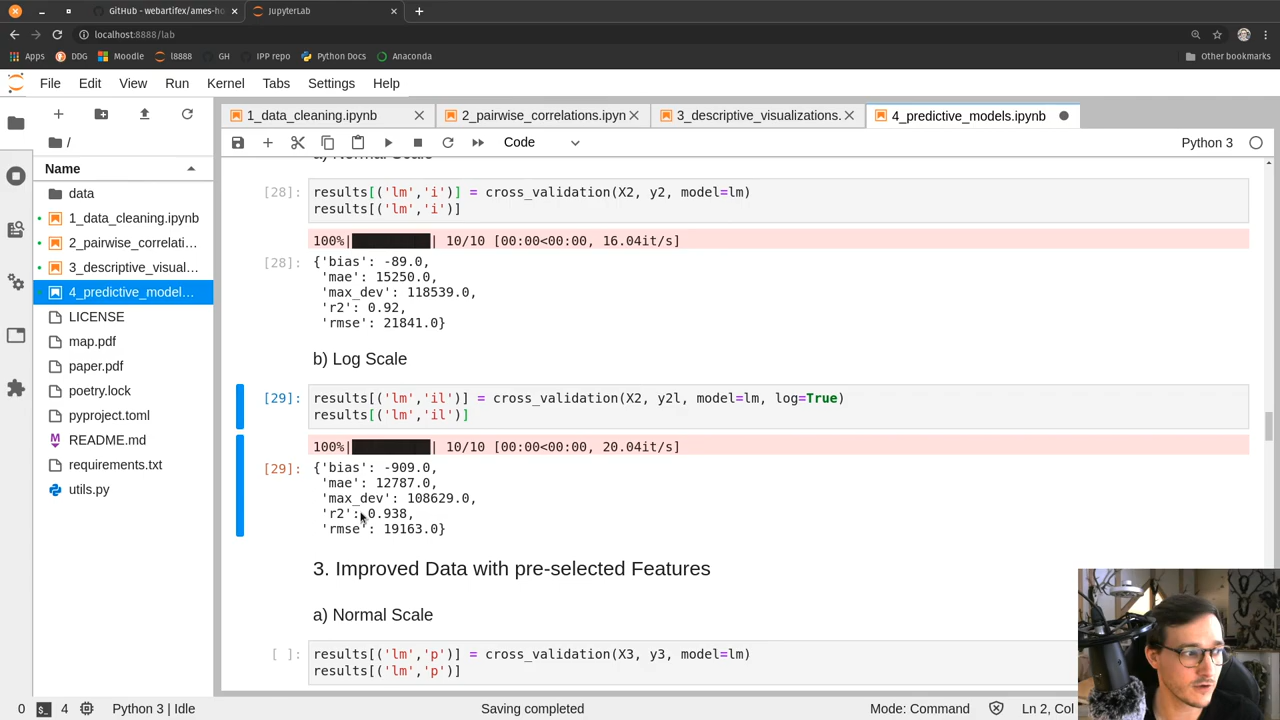 GitHub - webartifex/ames-ho
JupyterLab
localhost:8888/lab
Apps
DDG
Moodle
l8888
GH
IPP repo
Python Docs
Anaconda
Other bookmarks
File Edit View Run Kernel Tabs Settings Help
1_data_cleaning.ipynb
2_pairwise_correlations.ipyn
3_descriptive_visualizations.
4_predictive_models.ipynb
/
Code
Python 3
Name
data
1_data_cleaning.ipynb
2_pairwise_correlati…
3_descriptive_visual…
4_predictive_model…
LICENSE
map.pdf
paper.pdf
poetry.lock
pyproject.toml
README.md
requirements.txt
utils.py
a) Normal Scale
[28]: results[('lm','i')] = cross_validation(X2, y2, model=lm)
results[('lm','i')]
100%|██████████| 10/10 [00:00<00:00, 16.04it/s]
[28]: {'bias': -89.0,
'mae': 15250.0,
'max_dev': 118539.0,
'r2': 0.92,
'rmse': 21841.0}
b) Log Scale
[29]: results[('lm','il')] = cross_validation(X2, y2l, model=lm, log=True)
results[('lm','il')]
100%|██████████| 10/10 [00:00<00:00, 20.04it/s]
[29]: {'bias': -909.0,
'mae': 12787.0,
'max_dev': 108629.0,
'r2': 0.938,
'rmse': 19163.0}
3. Improved Data with pre-selected Features
a) Normal Scale
[ ]: results[('lm','p')] = cross_validation(X3, y3, model=lm)
results[('lm','p')]
0
4
Python 3 | Idle
Saving completed
Mode: Command
Ln 2, Col